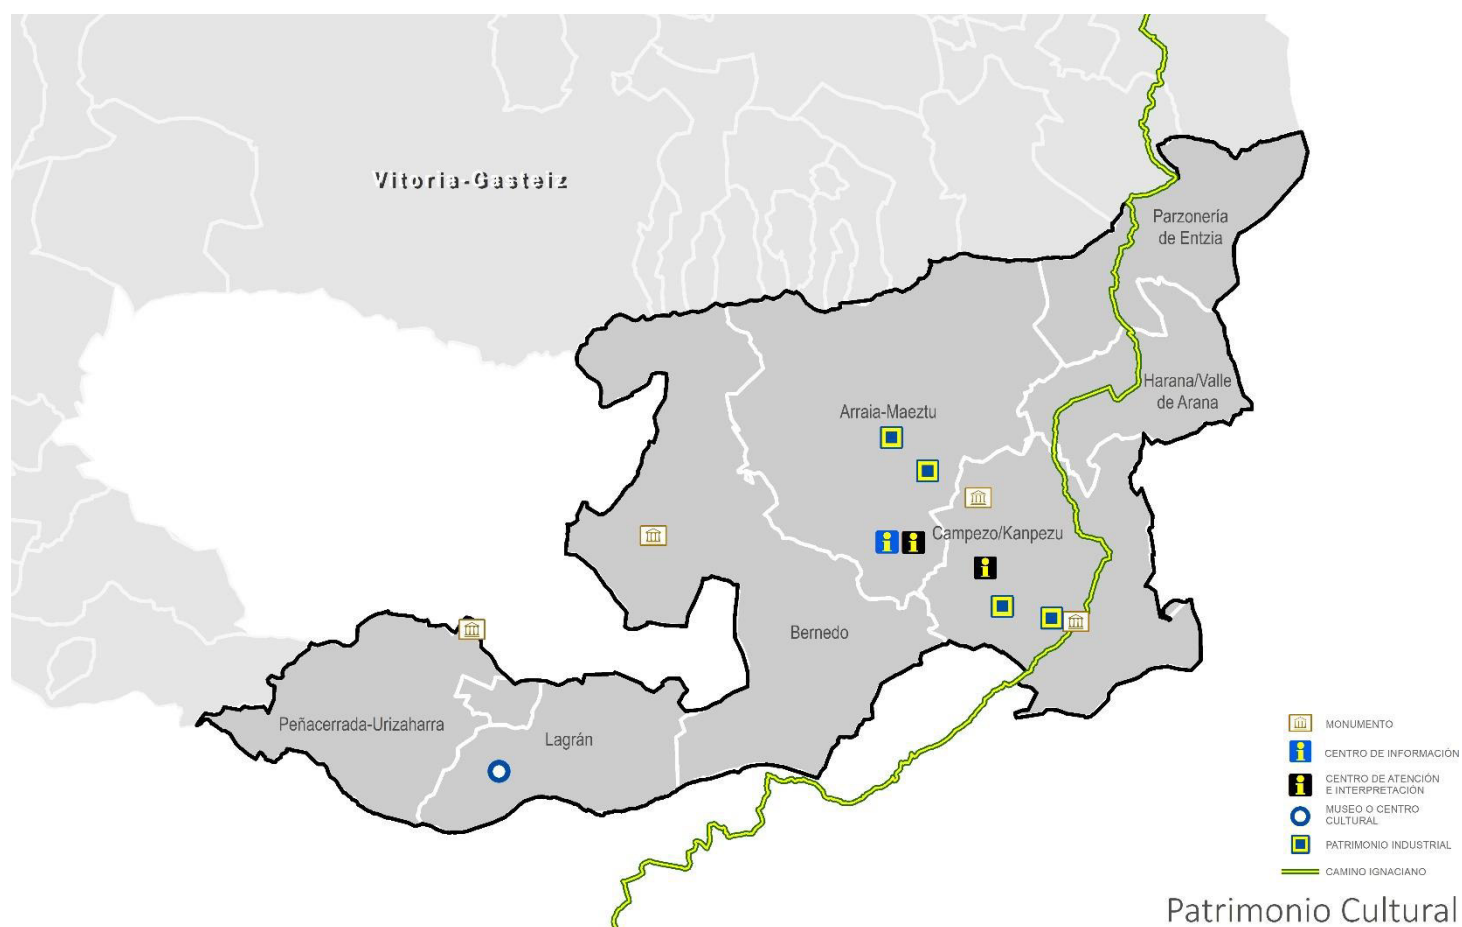 Vitoria-Gasteiz
Parzonería
de Entzia
Harana/Valle
de Arana
Arraia-Maeztu
Campezo/Kanpezu
Bernedo
Peñacerrada-Urizaharra
Lagrán
MONUMENTO
CENTRO DE INFORMACIÓN
CENTRO DE ATENCIÓN
E INTERPRETACIÓN
MUSEO O CENTRO
CULTURAL
PATRIMONIO INDUSTRIAL
CAMINO IGNACIANO
Patrimonio Cultural